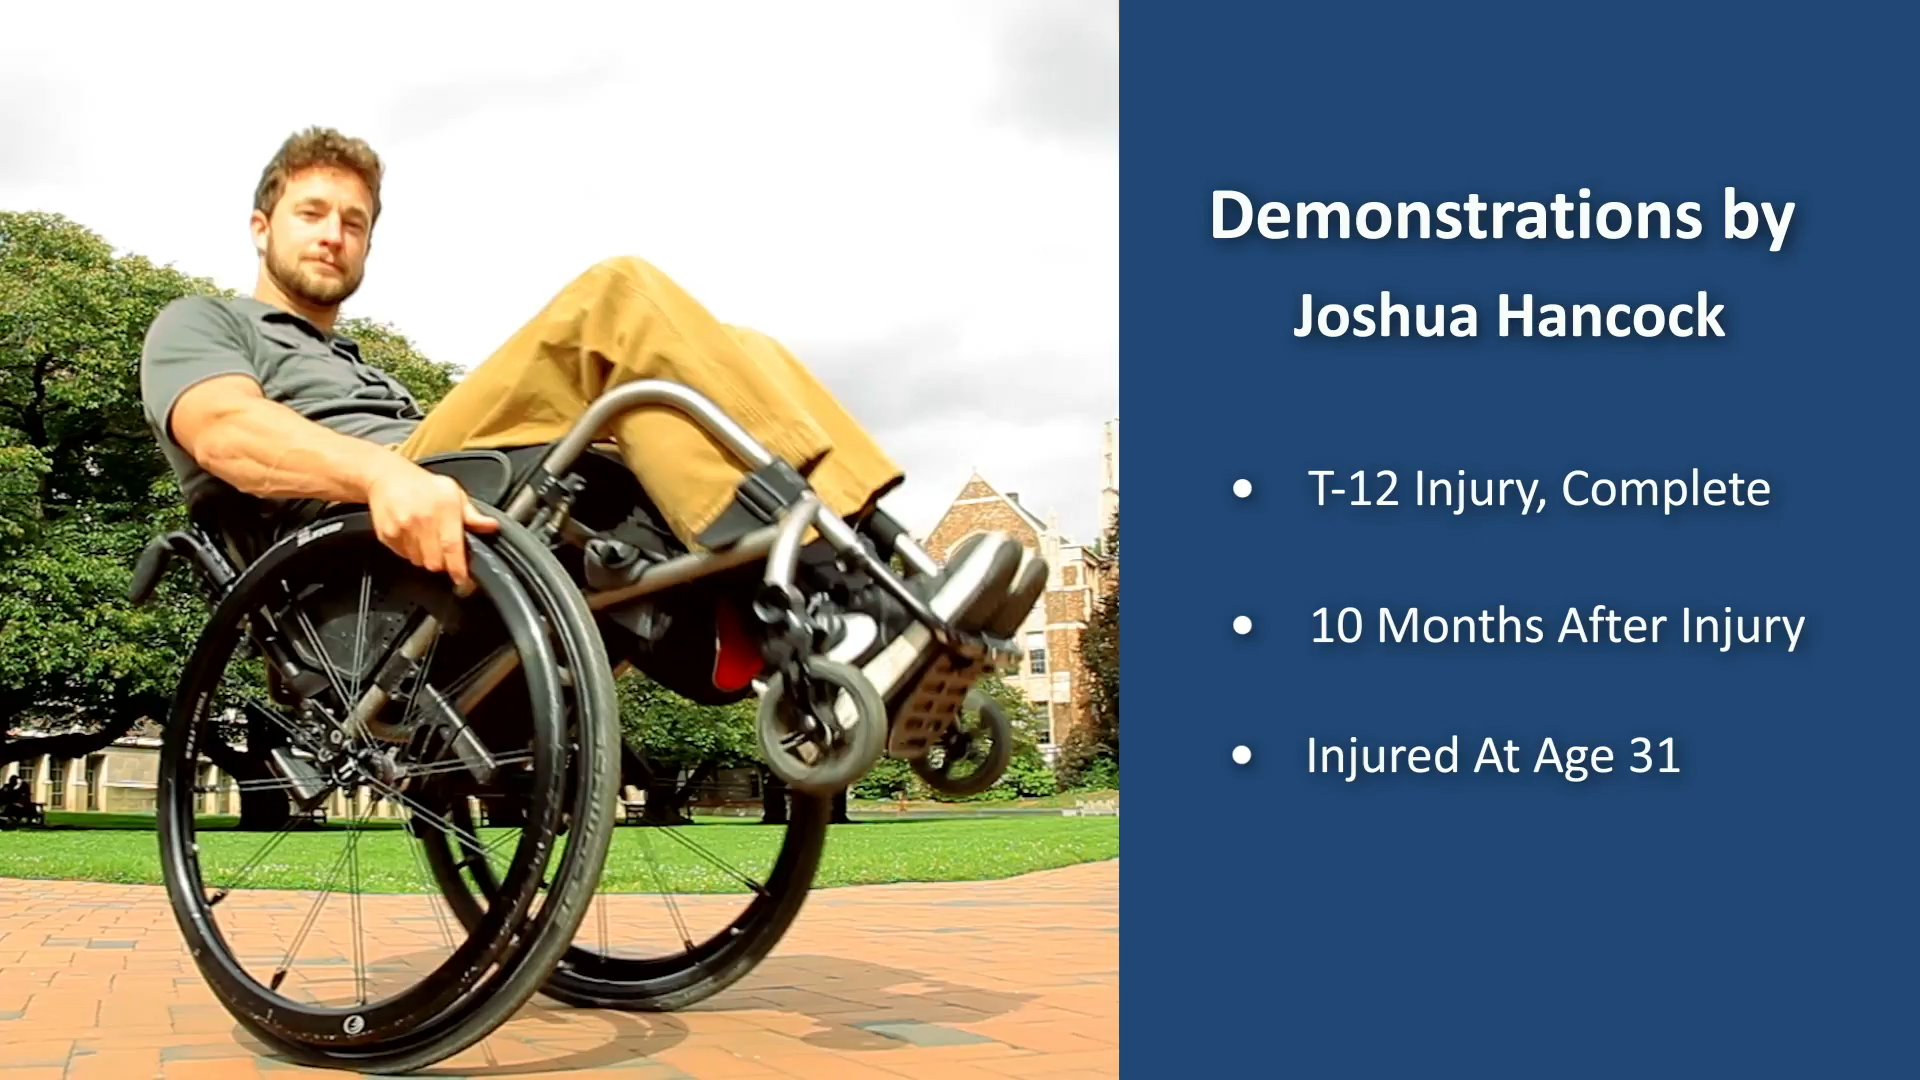 Demonstrations by
Joshua Hancock
• T-12 Injury, Complete
• 10 Months After Injury
• Injured At Age 31